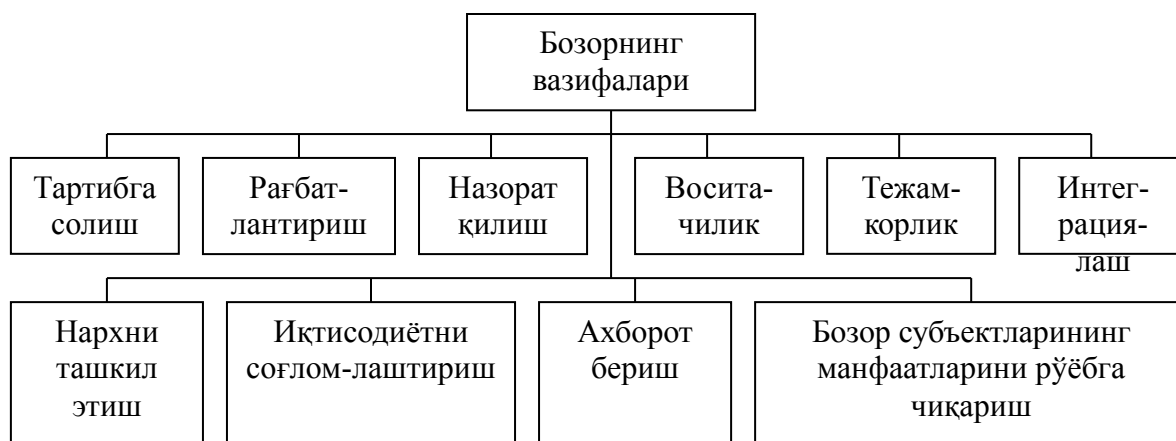 Бозорнинг
вазифалари
Тартибга
солиш
Рағбат-
лантириш
Назорат
қилиш
Восита-
чилик
Тежам-
корлик
Интег-
рация-
лаш
Нархни
ташкил
этиш
Иқтисодиётни
соғлом-лаштириш
Ахборот
бериш
Бозор субъектларининг
манфаатларини рўёбга
чиқариш